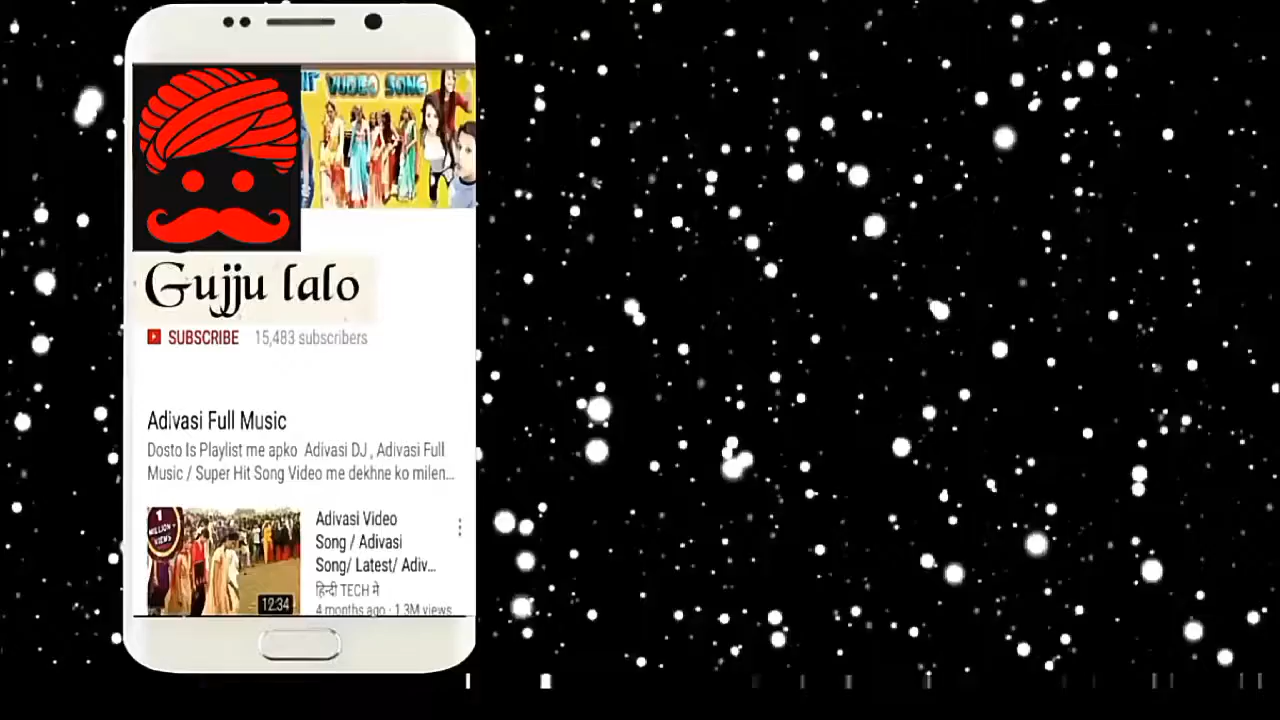 VIDEO SONG
Gujju lalo
SUBSCRIBE 15,483 subscribers
Adivasi Full Music
Dosto Is Playlist me apko Adivasi DJ , Adivasi Full
Music / Super Hit Song Video me dekhne ko milen...
1
MILLION +
VIEWS
Adivasi Video
Song / Adivasi
Song/ Latest/ Adiv...
हिन्दी TECH मे
4 months ago · 1.3M views
12:34